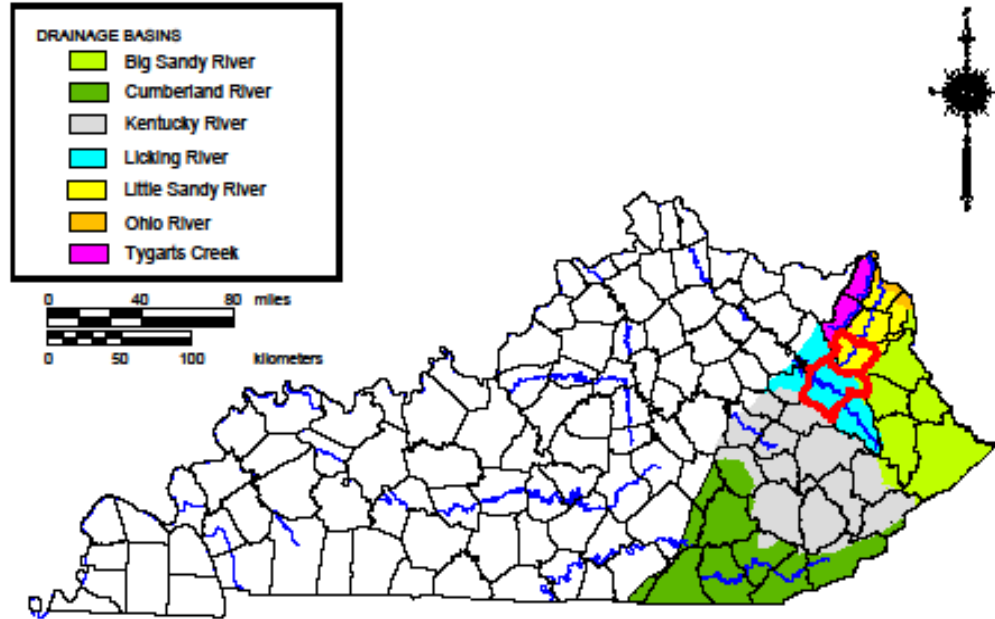 DRAINAGE BASINS
Big Sandy River
Cumberland River
Kentucky River
Licking River
Little Sandy River
Ohio River
Tygarts Creek
0 40 80 miles
0 50 100 kilometers